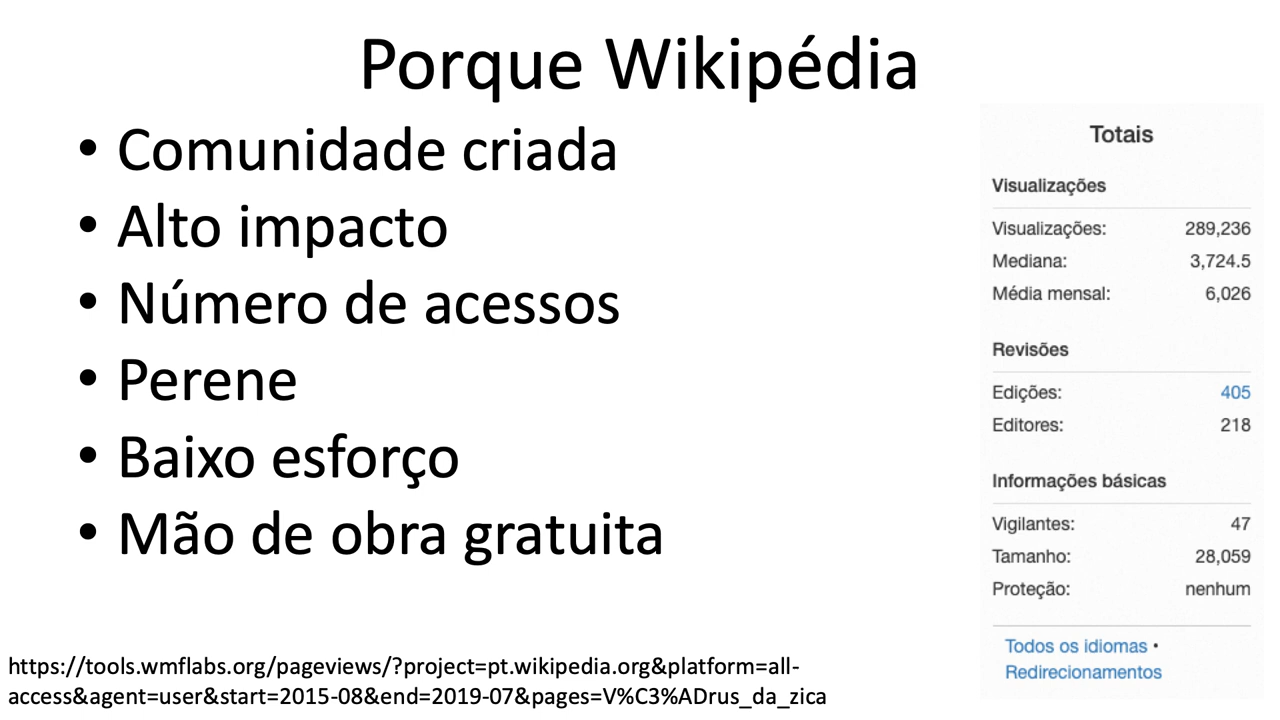 Porque Wikipédia
• Comunidade criada
• Alto impacto
• Número de acessos
• Perene
• Baixo esforço
• Mão de obra gratuita
Totais
Visualizações
Visualizações: 289,236
Mediana: 3,724.5
Média mensal: 6,026
Revisões
Edições: 405
Editores: 218
Informações básicas
Vigilantes: 47
Tamanho: 28,059
Proteção: nenhum
Todos os idiomas •
Redirecionamentos
https://tools.wmflabs.org/pageviews/?project=pt.wikipedia.org&platform=all-
access&agent=user&start=2015-08&end=2019-07&pages=V%C3%ADrus_da_zica